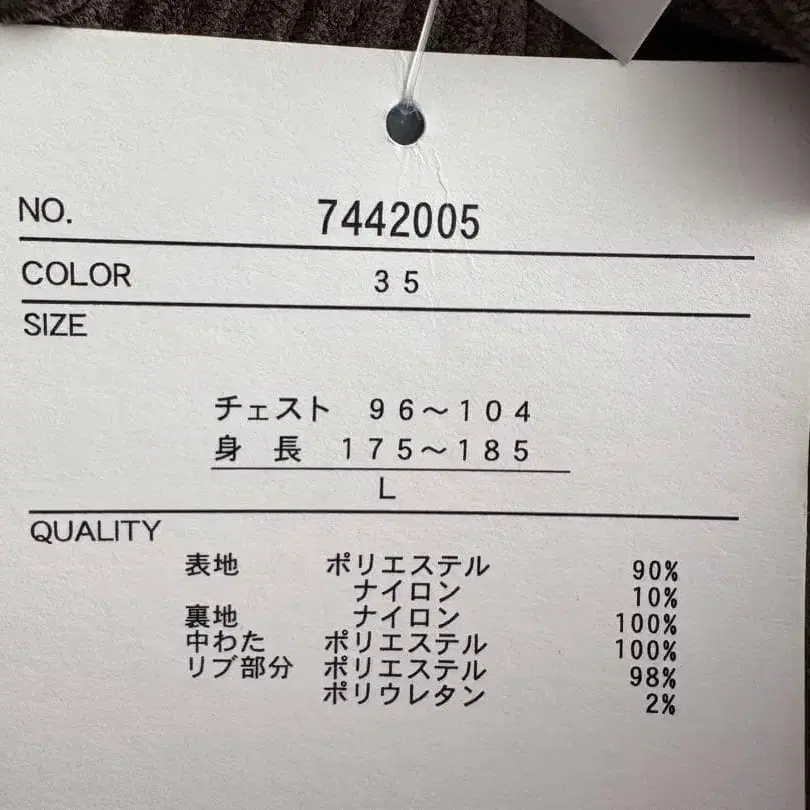 NO. 7442005
COLOR 35
SIZE
チェスト 96～104
身長 175～185
L
QUALITY
表地 ポリエステル 90%
ナイロン 10%
裏地 ナイロン 100%
中わた ポリエステル 100%
リブ部分 ポリエステル 98%
ポリウレタン 2%